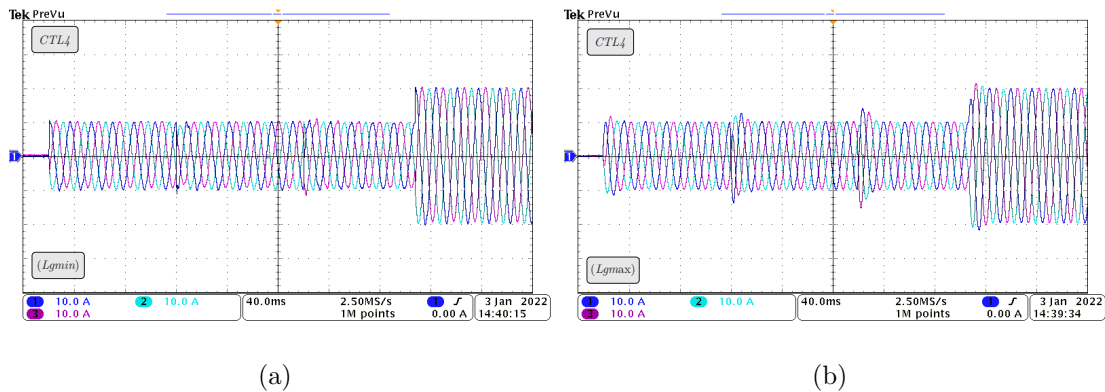 Tek PreVu
CTL4
1
(Lgmin)
1 10.0 A 2 10.0 A 40.0ms 2.50MS/s 1 3 Jan 2022
3 10.0 A 1M points 0.00 A 14:40:15
(a)
Tek PreVu
CTL4
1
(Lgmax)
1 10.0 A 2 10.0 A 40.0ms 2.50MS/s 1 3 Jan 2022
3 10.0 A 1M points 0.00 A 14:39:34
(b)